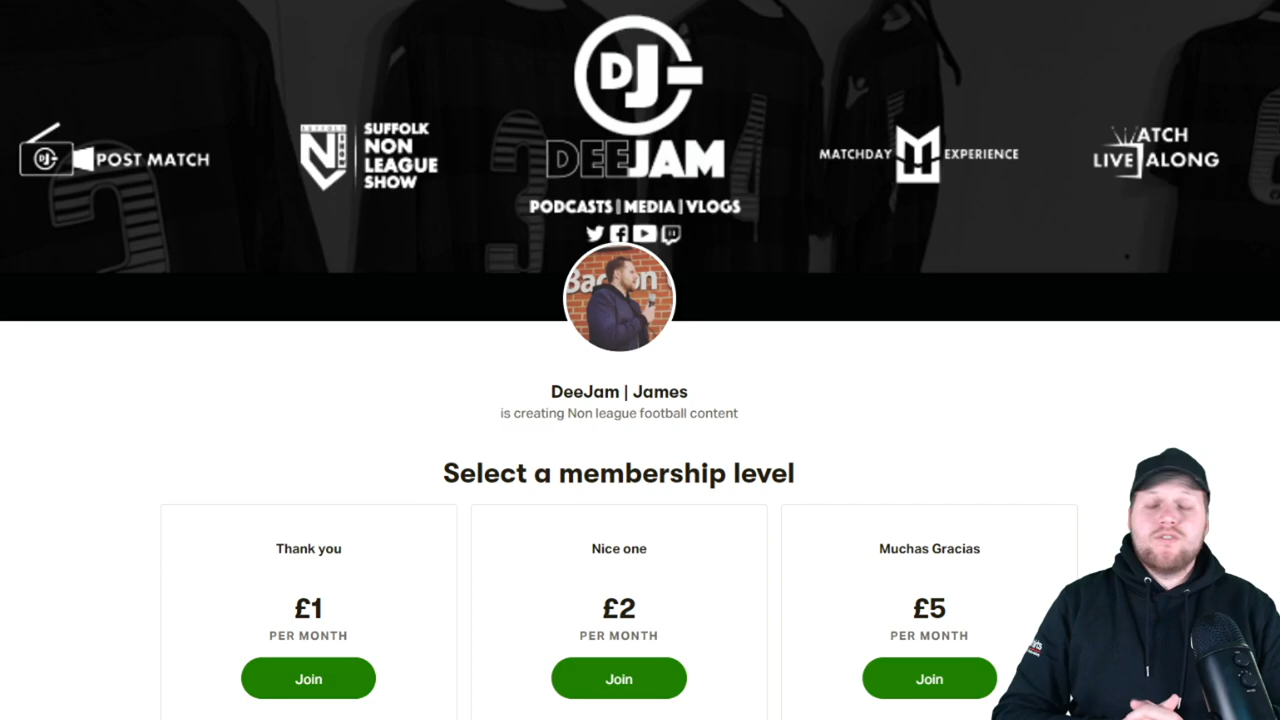 DJ
DEEJAM
PODCASTS | MEDIA | VLOGS
DJ POST MATCH
SUFFOLK
NON
LEAGUE
SHOW
MATCHDAY EXPERIENCE
ATCH
LIVE ALONG
DeeJam | James
is creating Non league football content
Select a membership level
Thank you
£1
PER MONTH
Join
Nice one
£2
PER MONTH
Join
Muchas Gracias
£5
PER MONTH
Join